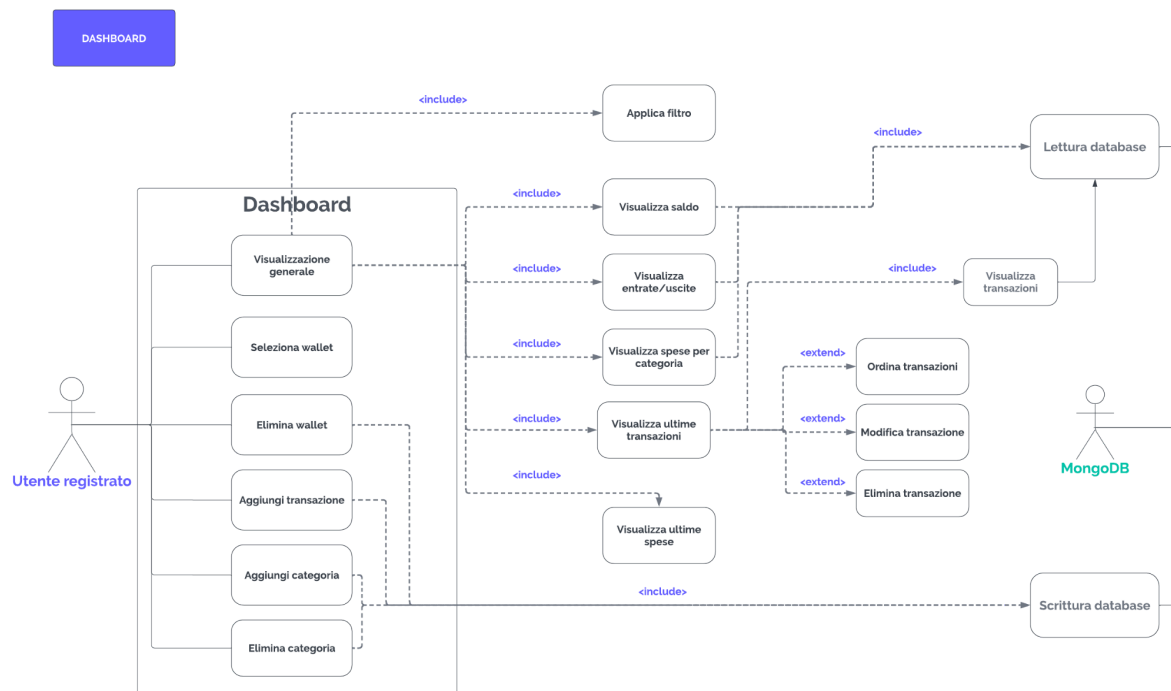 DASHBOARD
<include>
Applica filtro
<include>
Lettura database
<include>
Visualizza saldo
Dashboard
Visualizzazione
generale
<include>
Visualizza
entrate/uscite
<include>
Visualizza
transazioni
Seleziona wallet
<include>
Visualizza spese per
categoria
<extend>
Ordina transazioni
Elimina wallet
<include>
Visualizza ultime
transazioni
<extend>
Modifica transazione
MongoDB
Utente registrato
<include>
<extend>
Elimina transazione
Aggiungi transazione
Visualizza ultime
spese
Aggiungi categoria
<include>
Scrittura database
Elimina categoria